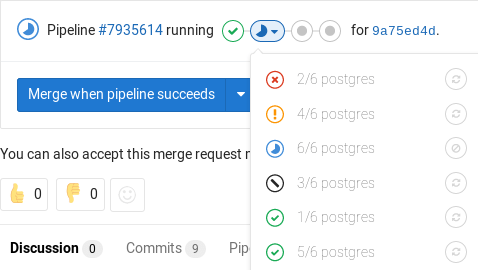 Pipeline #7935614 running for 9a75ed4d.
Merge when pipeline succeeds
2/6 postgres
4/6 postgres
6/6 postgres
3/6 postgres
1/6 postgres
5/6 postgres
You can also accept this merge request
0 0
Discussion 0 Commits 9